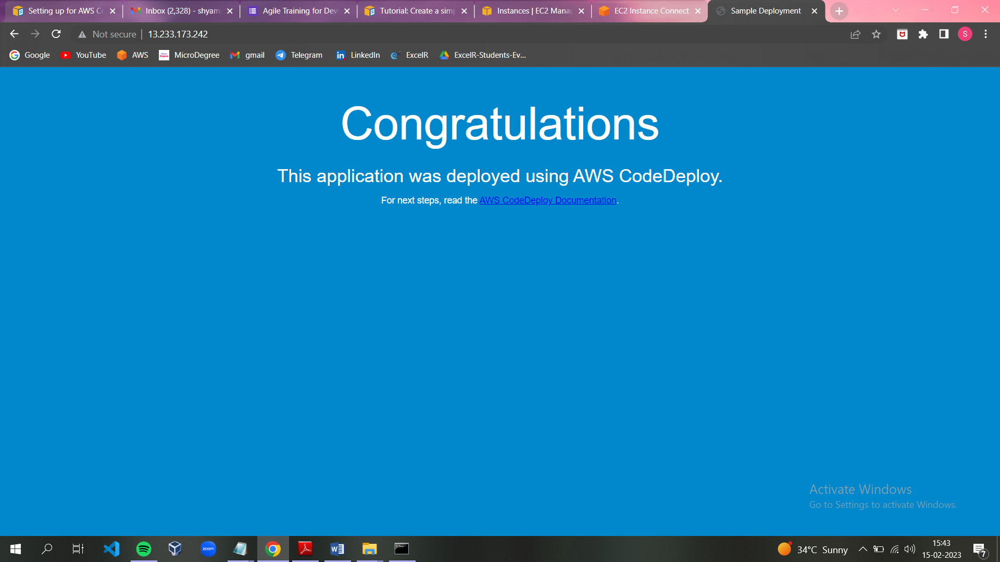 Setting up for AWS Co
Inbox (2,328) - shyam
Agile Training for Dev
Tutorial: Create a simp
Instances | EC2 Manag
EC2 Instance Connect
Sample Deployment
Not secure
13.233.173.242
S
Google
YouTube
AWS
MicroDegree
gmail
Telegram
LinkedIn
ExcelR
ExcelR-Students-Ev...
Congratulations
This application was deployed using AWS CodeDeploy.
For next steps, read the AWS CodeDeploy Documentation.
Activate Windows
Go to Settings to activate Windows.
zoom
34°C Sunny
15:43
15-02-2023
7